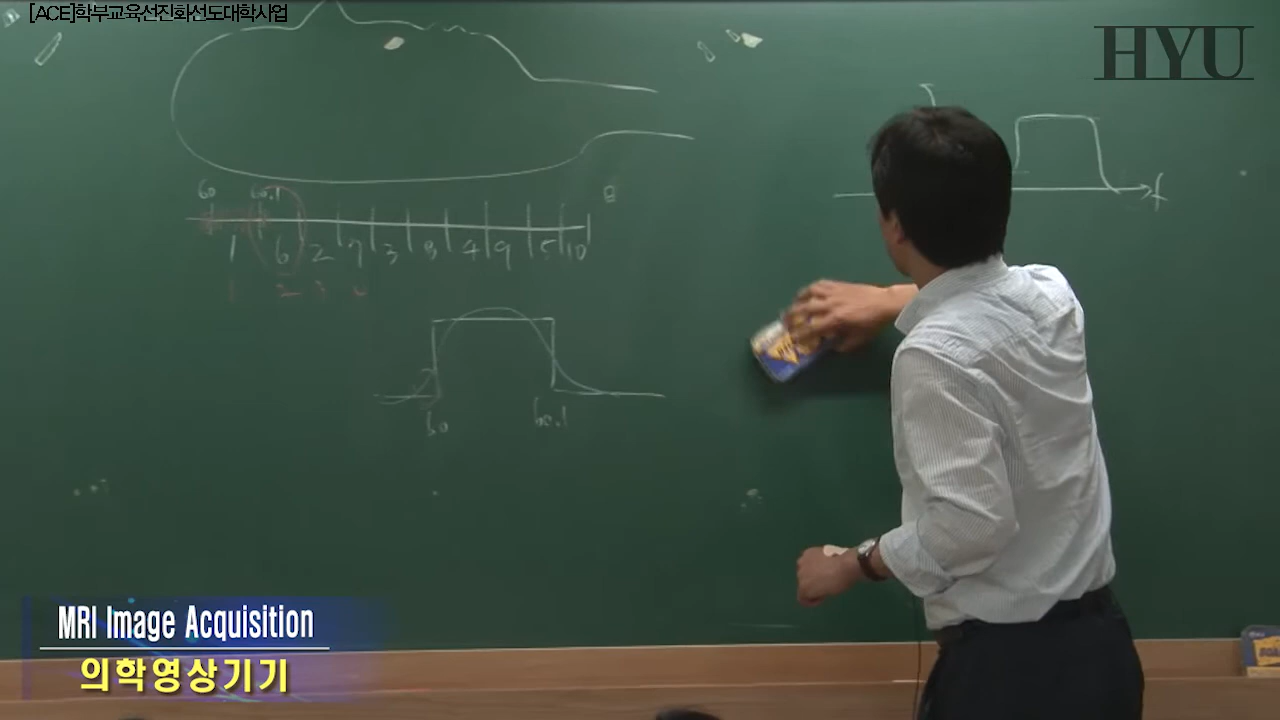 [ACE]학부교육선진화선도대학사업
HYU
f
60 60.1
1 6 2 7 3 8 4 9 5 10
60 60.1
MRI Image Acquisition
의학영상기기